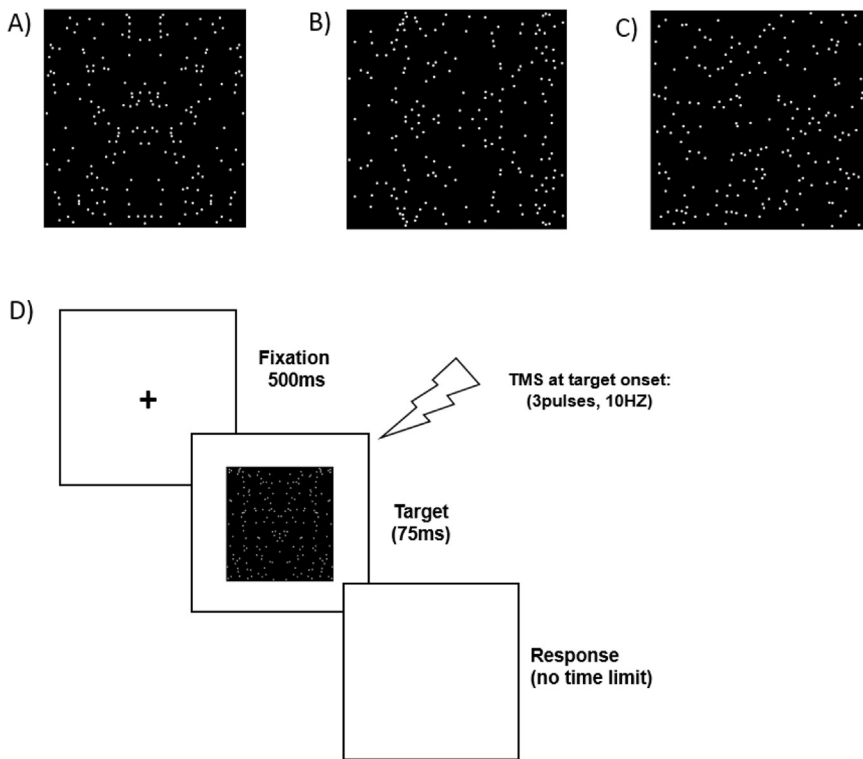 A)
B)
C)
D)
Fixation
500ms
TMS at target onset:
(3pulses, 10HZ)
Target
(75ms)
Response
(no time limit)